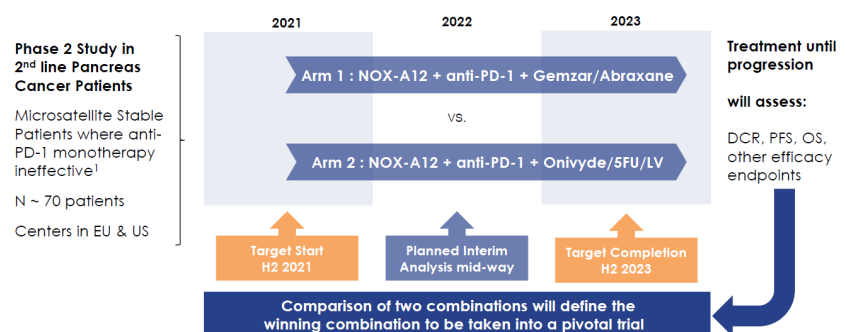 2021
2022
2023
Phase 2 Study in
2nd line Pancreas
Cancer Patients
Microsatellite Stable
Patients where anti-
PD-1 monotherapy
ineffective1
N ~ 70 patients
Centers in EU & US
Arm 1 : NOX-A12 + anti-PD-1 + Gemzar/Abraxane
vs.
Arm 2 : NOX-A12 + anti-PD-1 + Onivyde/5FU/LV
Target Start
H2 2021
Planned Interim
Analysis mid-way
Target Completion
H2 2023
Treatment until
progression
will assess:
DCR, PFS, OS,
other efficacy
endpoints
Comparison of two combinations will define the
winning combination to be taken into a pivotal trial